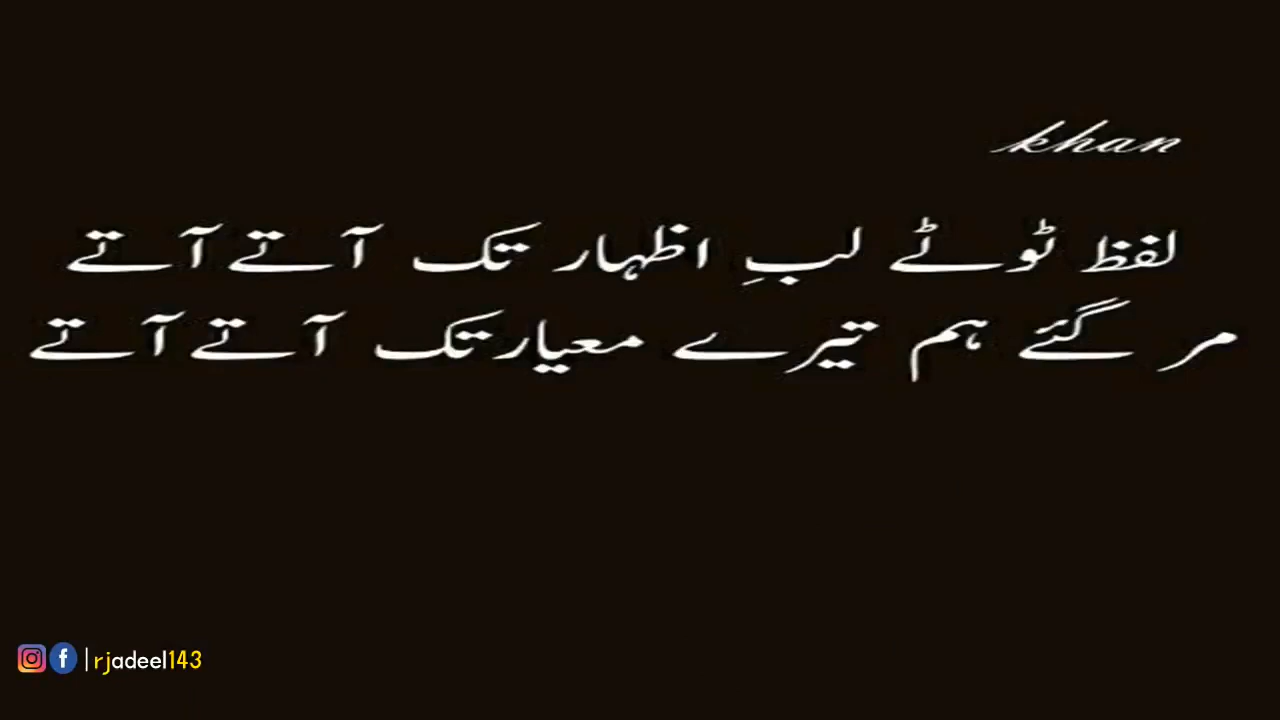 khan
لفظ ٹوٹے لبِ اظہار تک آتے آتے
مر گئے ہم تیرے معیار تک آتے آتے
|rjadeel143